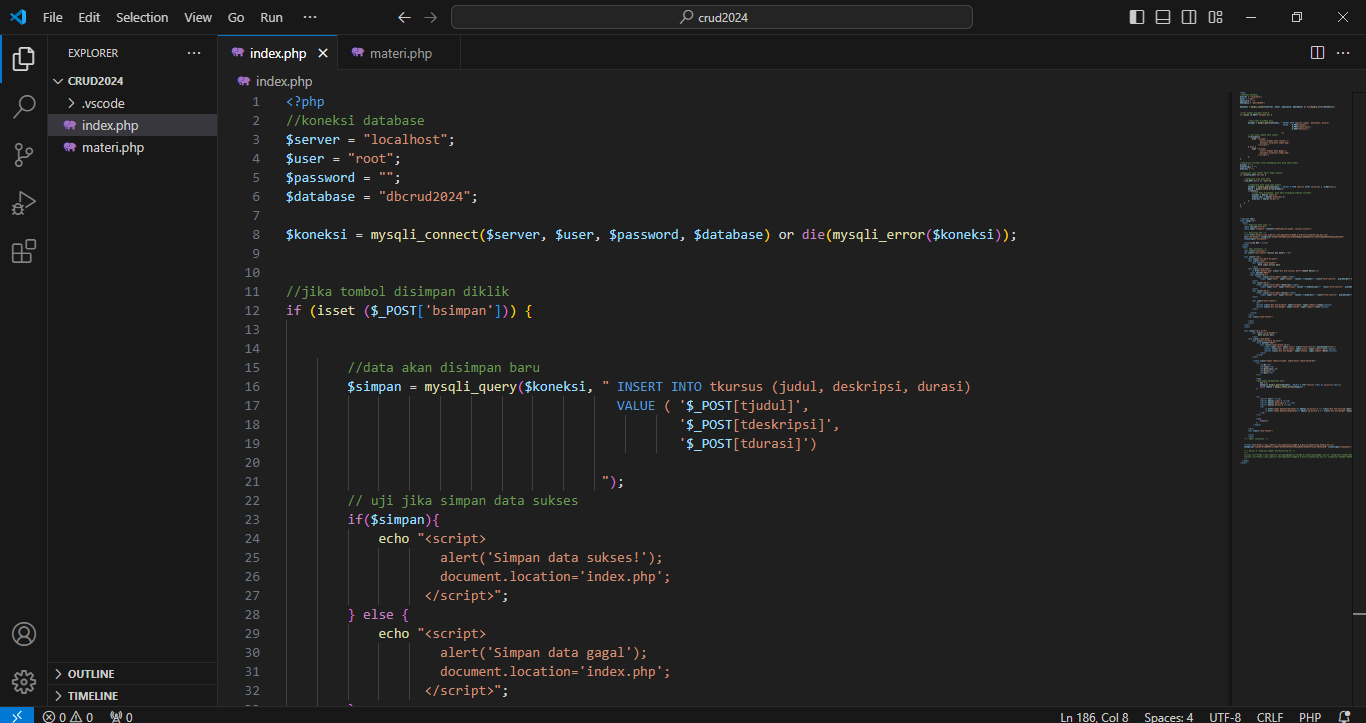 File Edit Selection View Go Run ··· crud2024
EXPLORER ···
CRUD2024
.vscode
index.php
materi.php
OUTLINE
TIMELINE
index.php materi.php
index.php
1 <?php
2 //koneksi database
3 $server = "localhost";
4 $user = "root";
5 $password = "";
6 $database = "dbcrud2024";
7
8 $koneksi = mysqli_connect($server, $user, $password, $database) or die(mysqli_error($koneksi));
9
10
11 //jika tombol disimpan diklik
12 if (isset ($_POST['bsimpan'])) {
13
14
15 //data akan disimpan baru
16 $simpan = mysqli_query($koneksi, " INSERT INTO tkursus (judul, deskripsi, durasi)
17 VALUE ( '$_POST[tjudul]',
18 '$_POST[tdeskripsi]',
19 '$_POST[tdurasi]')
20
21 ");
22 // uji jika simpan data sukses
23 if($simpan){
24 echo "<script>
25 alert('Simpan data sukses!');
26 document.location='index.php';
27 </script>";
28 } else {
29 echo "<script>
30 alert('Simpan data gagal');
31 document.location='index.php';
32 </script>";
0 0 0 Ln 186, Col 8 Spaces: 4 UTF-8 CRLF PHP